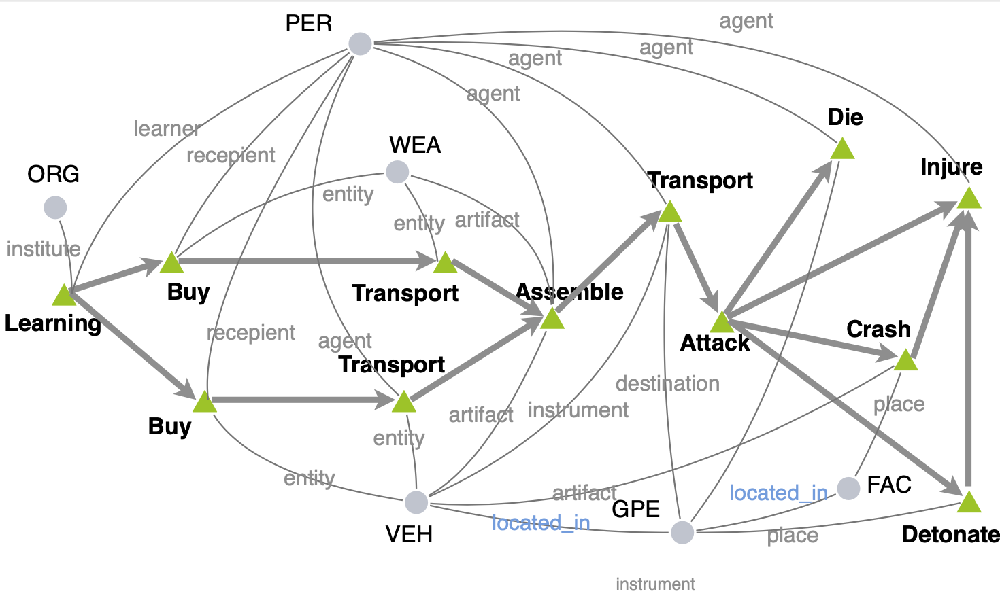 agent
PER
agent
agent
agent
Die
learner
WEA
recepient
Injure
ORG
Transport
entity
entity
artifact
institute
Buy
Transport
Assemble
Learning
Crash
recepient
agent
Attack
Transport
destination
place
artifact
instrument
Buy
entity
entity
artifact
located_in
FAC
GPE
located_in
VEH
place
Detonate
instrument